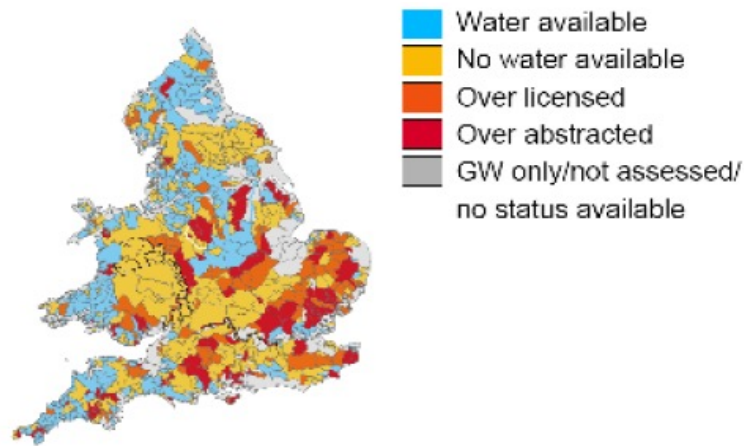 Water available
No water available
Over licensed
Over abstracted
GW only/not assessed/
no status available